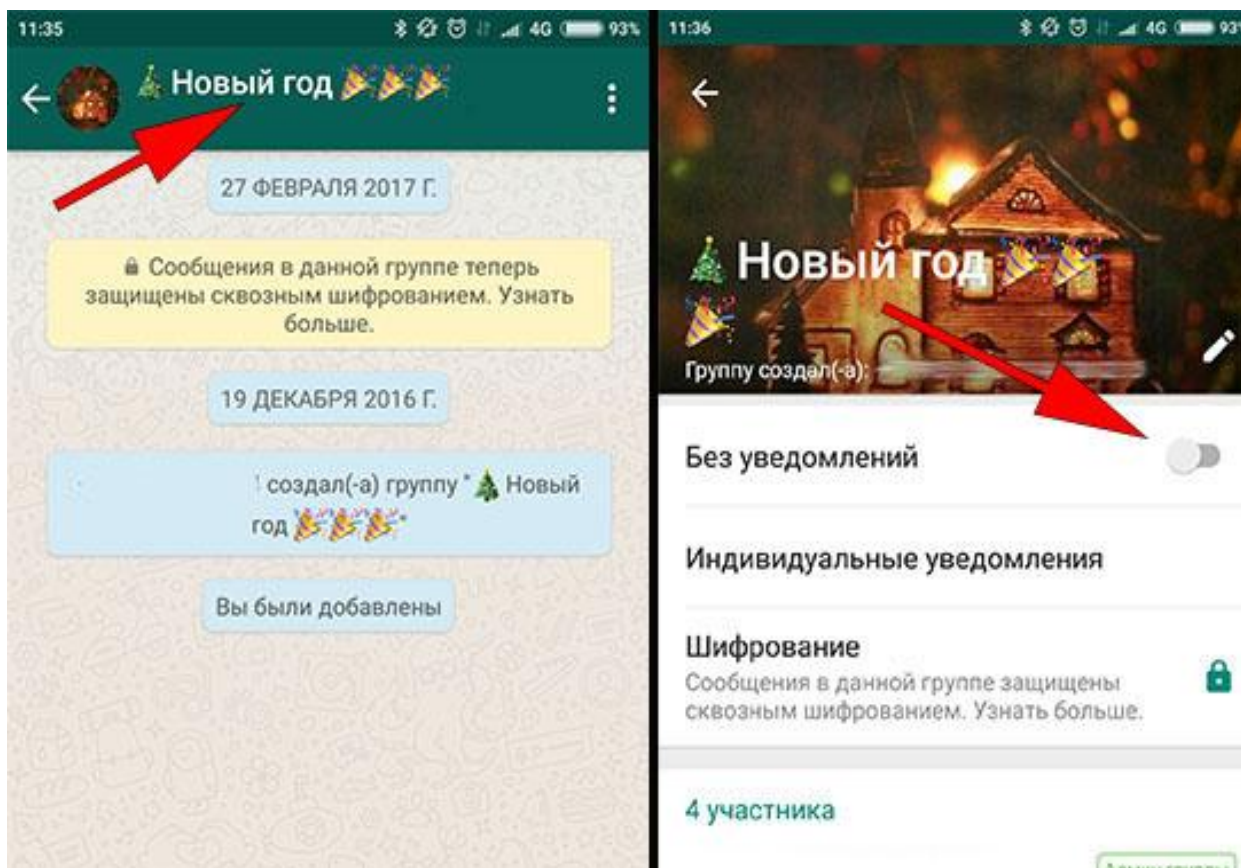 11:35
4G 93%
Новый год
27 ФЕВРАЛЯ 2017 Г.
Сообщения в данной группе теперь
защищены сквозным шифрованием. Узнать
больше.
19 ДЕКАБРЯ 2016 Г.
создал(-а) группу "🎄 Новый
год 🎉🎉🎉"
Вы были добавлены
11:36
4G 93%
Новый год
Группу создал(-а):
Без уведомлений
Индивидуальные уведомления
Шифрование
Сообщения в данной группе защищены
сквозным шифрованием. Узнать больше.
4 участника